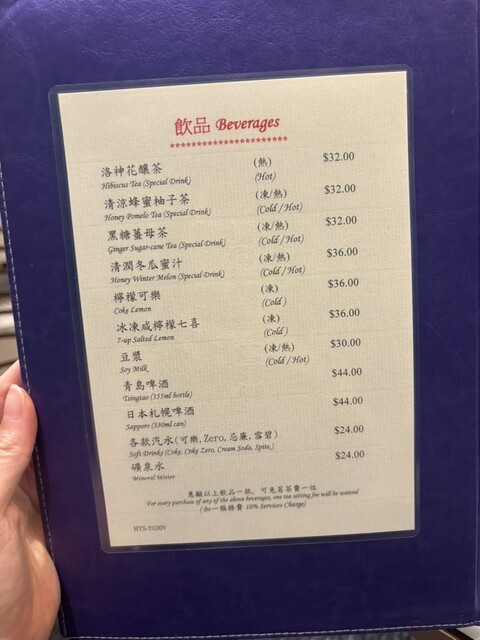 飲品 Beverages
********************
洛神花釀茶 (熱) $32.00
Hibiscus Tea (Special Drink) (Hot)
清涼蜂蜜柚子茶 (凍/熱) $32.00
Honey Pomelo Tea (Special Drink) (Cold / Hot)
黑糖薑母茶 (凍/熱) $32.00
Ginger Sugar-cane Tea (Special Drink) (Cold / Hot)
清潤冬瓜蜜汁 (凍/熱) $36.00
Honey Winter Melon (Special Drink) (Cold / Hot)
檸檬可樂 (凍) $36.00
Coke Lemon (Cold )
冰凍咸檸檬七喜 (凍) $36.00
7-up Salted Lemon (Cold )
豆漿 (凍/熱) $30.00
Soy Milk (Cold / Hot)
青島啤酒 $44.00
Tsingtao (355ml bottle)
日本札幌啤酒 $44.00
Sapporo (330ml can)
各款汽水(可樂,Zero,忌廉,雪碧) $24.00
Soft Drinks (Coke, Coke Zero, Cream Soda, Spite,)
礦泉水 $24.00
Mineral Water
惠顧以上飲品一款，可免茗茶費一位
For every purchase of any of the above beverages, one tea setting fee will be waived
(加一服務費 10% Services Charge)
HYS-YG00V